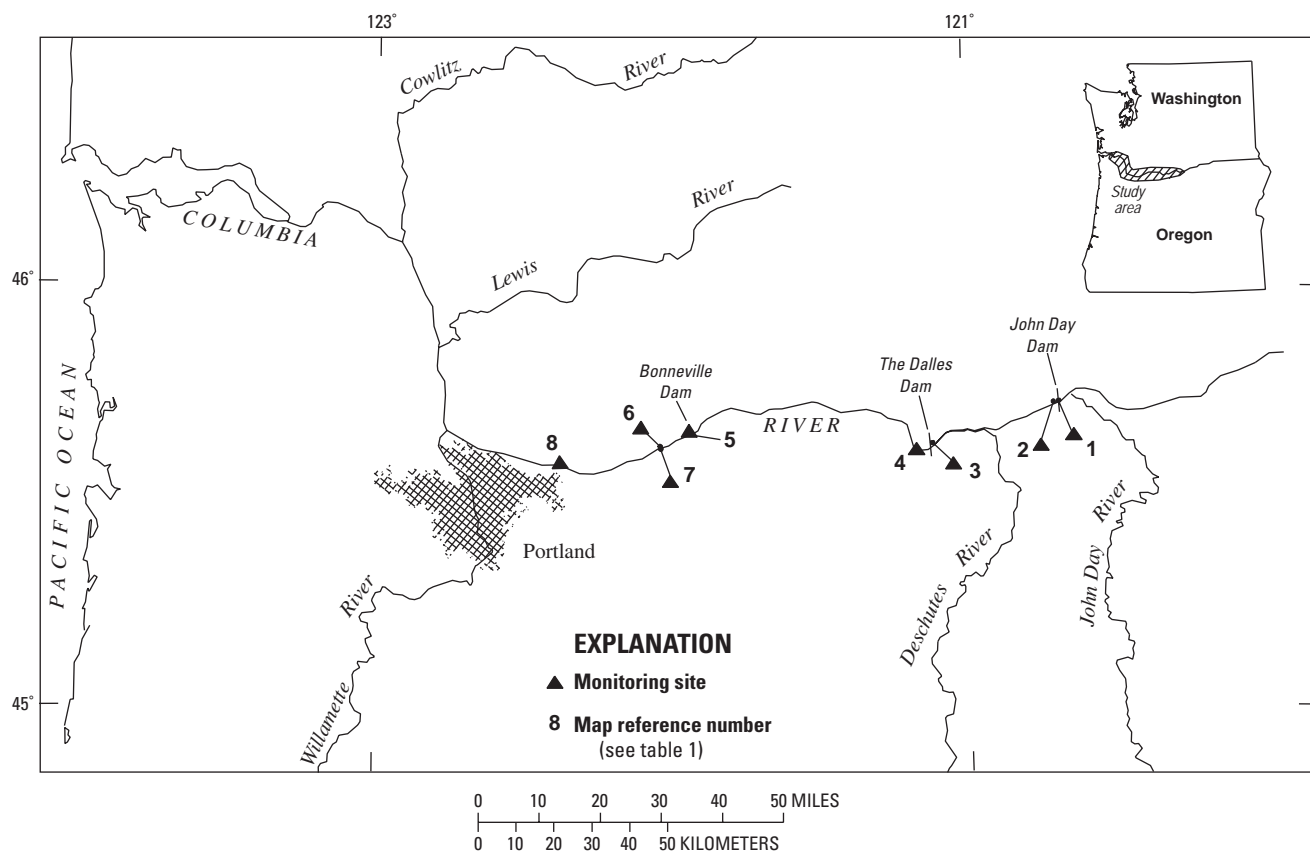 123°
121°
Cowlitz
River
Washington
Study
area
Oregon
COLUMBIA
River
Lewis
46°
John Day
Dam
The Dalles
Dam
Bonneville
Dam
PACIFIC OCEAN
6
5
RIVER
8
7
4
3
2
1
River
Portland
River
River
John Day
Deschutes
Willamette
EXPLANATION
Monitoring site
8 Map reference number
(see table 1)
45°
0 10 20 30 40 50 MILES
0 10 20 30 40 50 KILOMETERS